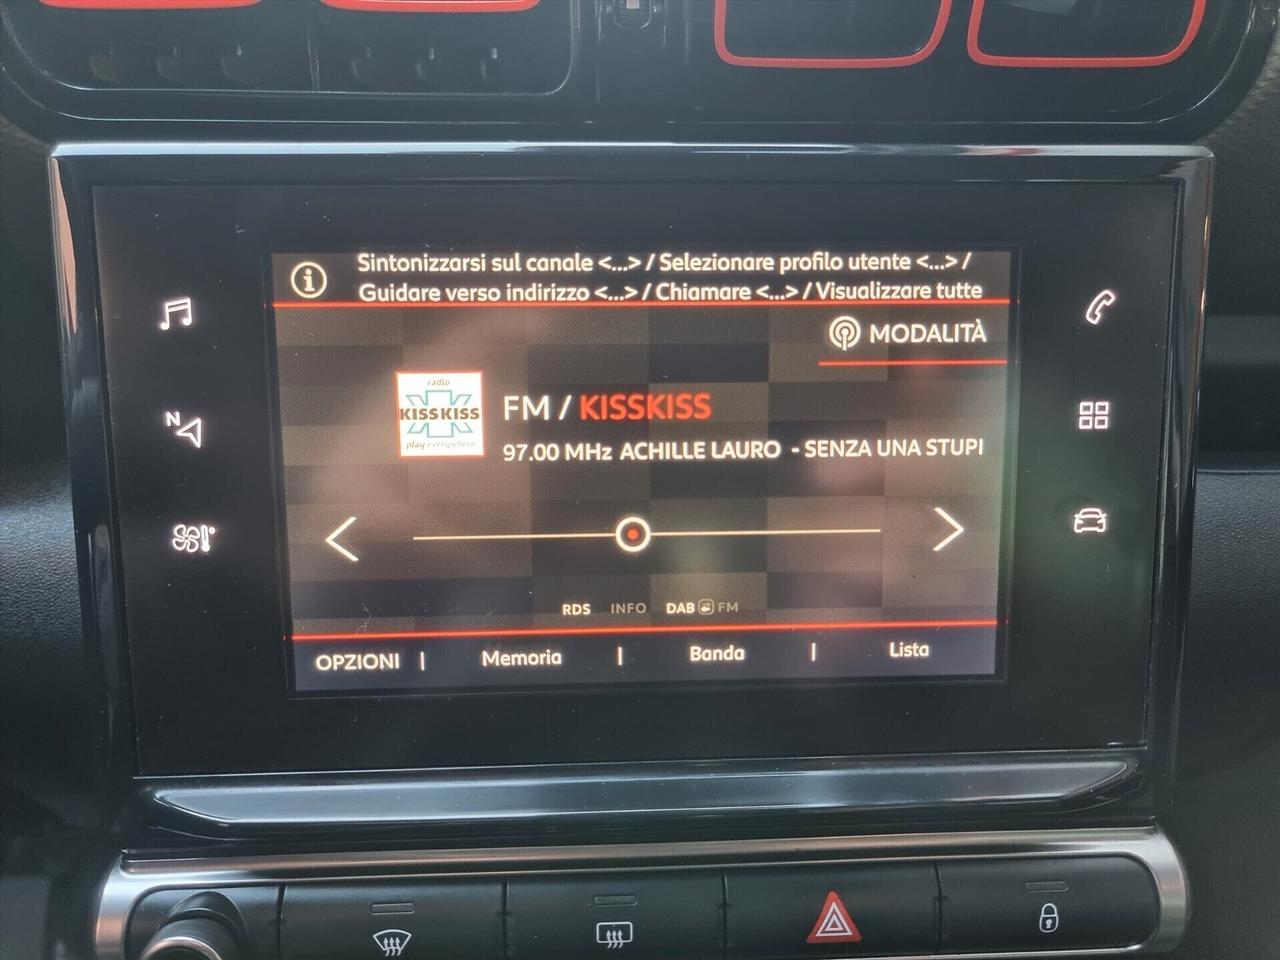 Sintonizzarsi sul canale <...> / Selezionare profilo utente <...> /
Guidare verso indirizzo <...> / Chiamare <...> / Visualizzare tutte
MODALITÀ
radio
KISSKISS
play everywhere
FM / KISSKISS
97.00 MHz ACHILLE LAURO - SENZA UNA STUPI
N
RDS INFO DAB FM
OPZIONI | Memoria | Banda | Lista